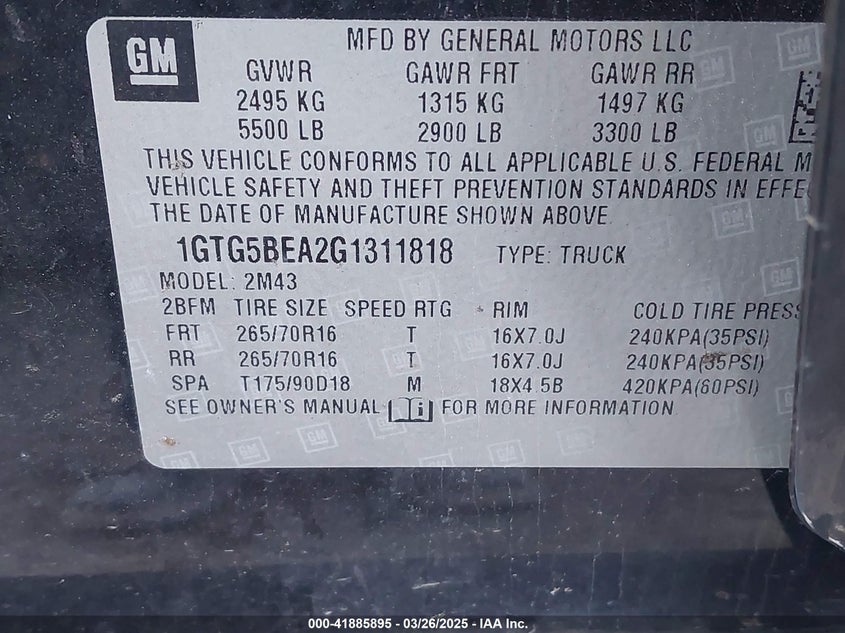 GM
MFD BY GENERAL MOTORS LLC
GVWR GAWR FRT GAWR RR
2495 KG 1315 KG 1497 KG
5500 LB 2900 LB 3300 LB
THIS VEHICLE CONFORMS TO ALL APPLICABLE U.S. FEDERAL M
VEHICLE SAFETY AND THEFT PREVENTION STANDARDS IN EFFE
THE DATE OF MANUFACTURE SHOWN ABOVE.
1GTG5BEA2G1311818 TYPE: TRUCK
MODEL: 2M43
2BFM TIRE SIZE SPEED RTG RIM COLD TIRE PRESS
FRT 265/70R16 T 16X7.0J 240KPA(35PSI)
RR 265/70R16 T 16X7.0J 240KPA(35PSI)
SPA T175/90D18 M 18X4.5B 420KPA(60PSI)
SEE OWNER'S MANUAL FOR MORE INFORMATION
000-41885895 - 03/26/2025 - IAA Inc.